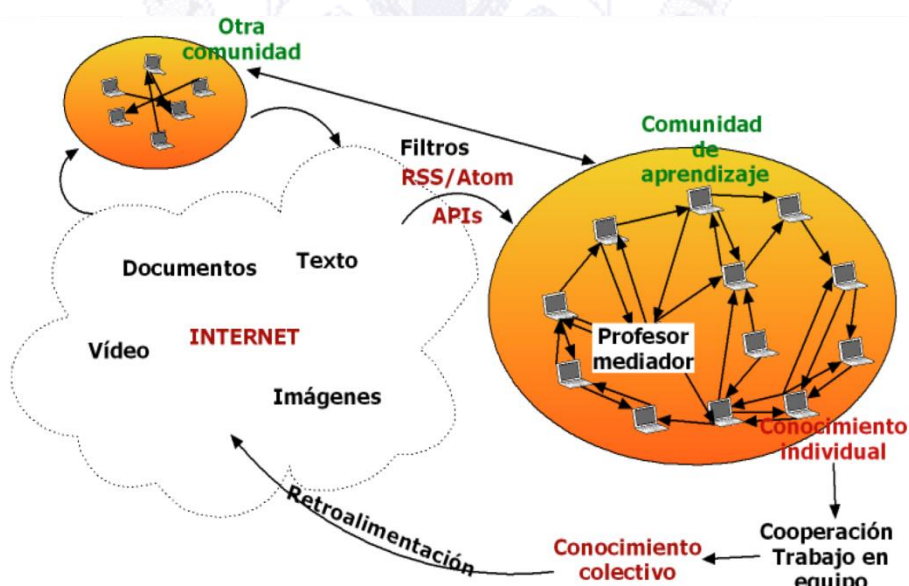 Otra
comunidad
Filtros
RSS/Atom
APIs
Comunidad
de
aprendizaje
Documentos
Texto
Vídeo
INTERNET
Imágenes
Profesor
mediador
Conocimiento
individual
Retroalimentación
Conocimiento
colectivo
Cooperación
Trabajo en
equipo